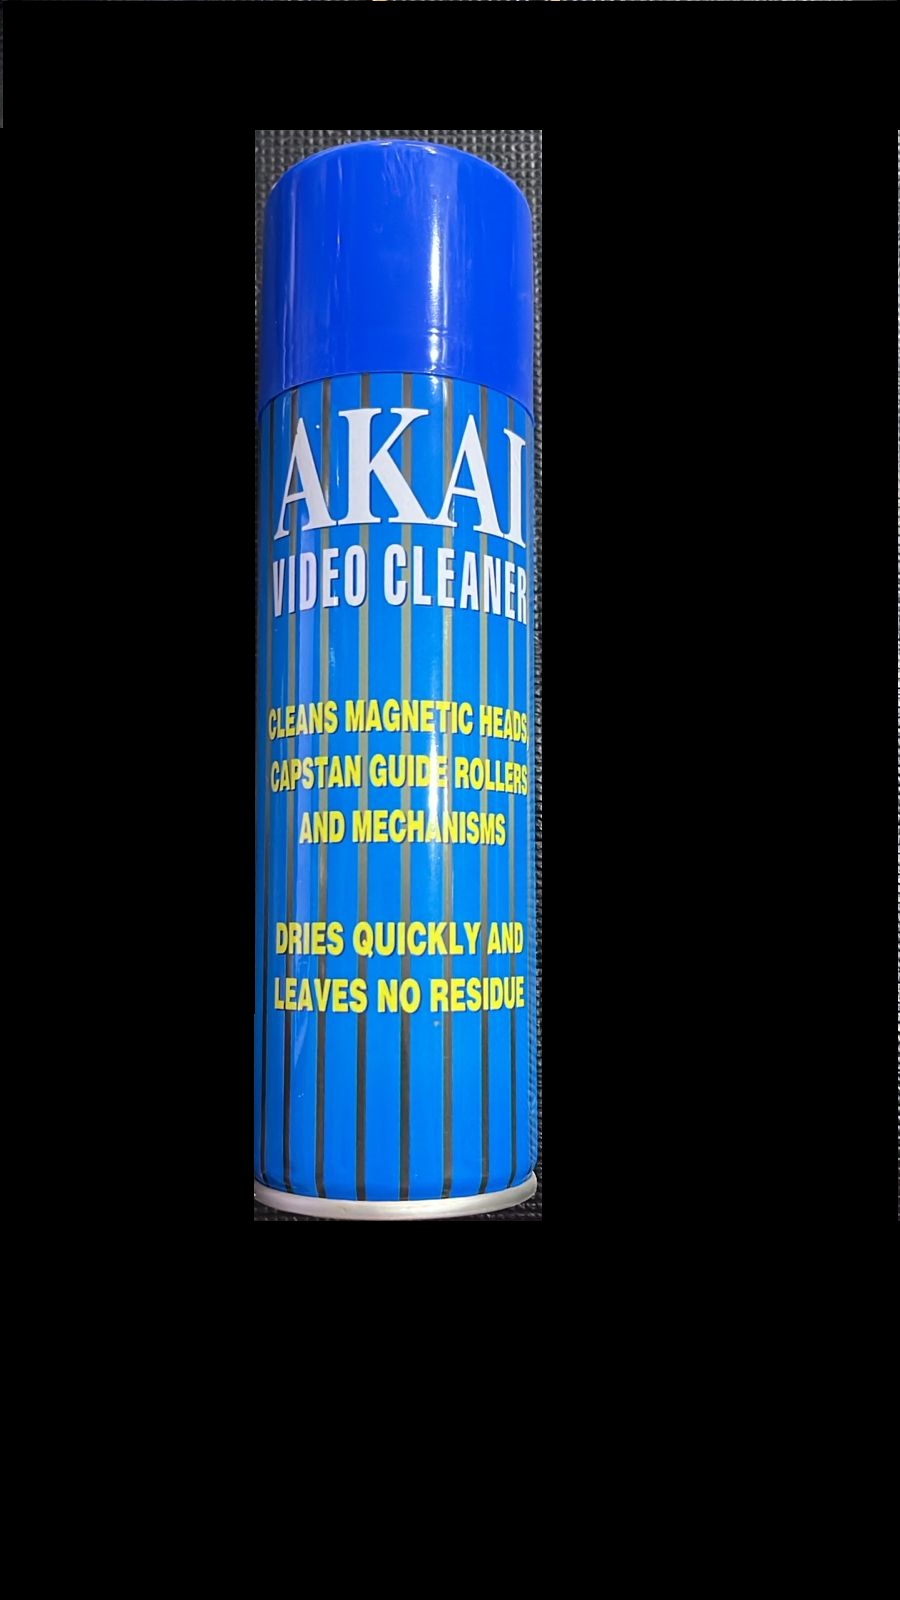 AKAI
VIDEO CLEANER
CLEANS MAGNETIC HEADS,
CAPSTAN GUIDE ROLLERS
AND MECHANISMS
DRIES QUICKLY AND
LEAVES NO RESIDUE